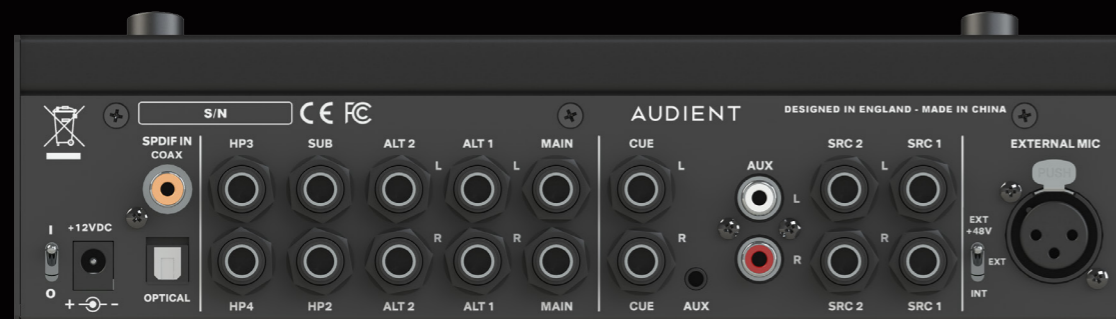 S/N CE FC
AUDIENT
DESIGNED IN ENGLAND - MADE IN CHINA
SPDIF IN
COAX
HP3 SUB ALT 2 ALT 1 MAIN CUE AUX SRC 2 SRC 1 EXTERNAL MIC
L L L L L
PUSH
I +12VDC
O
+ -
OPTICAL
R R R R R
EXT
+48V
EXT
INT
HP4 HP2 ALT 2 ALT 1 MAIN CUE AUX SRC 2 SRC 1